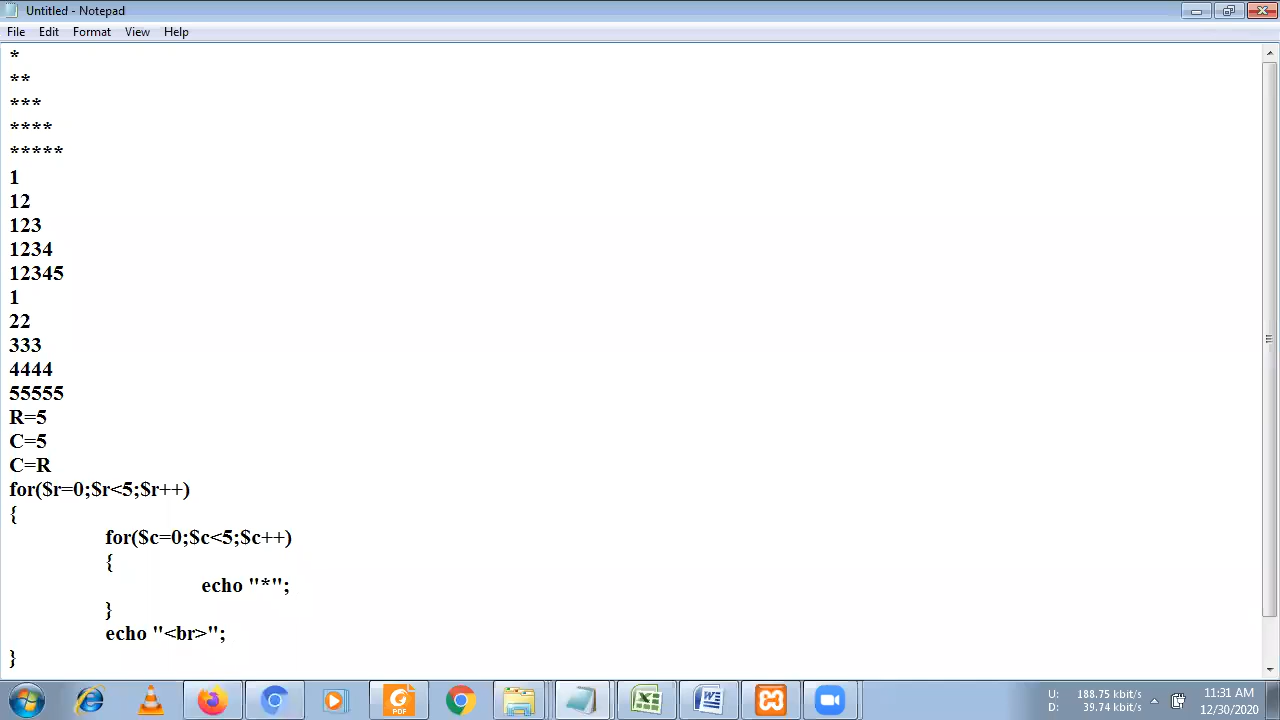 Untitled - Notepad
File Edit Format View Help
*
**
***
****
*****
1
12
123
1234
12345
1
22
333
4444
55555
R=5
C=5
C=R
for($r=0;$r<5;$r++)
{
for($c=0;$c<5;$c++)
{
echo "*";
}
echo "<br>";
}
PDF
U: 188.75 kbit/s
D: 39.74 kbit/s
11:31 AM
12/30/2020